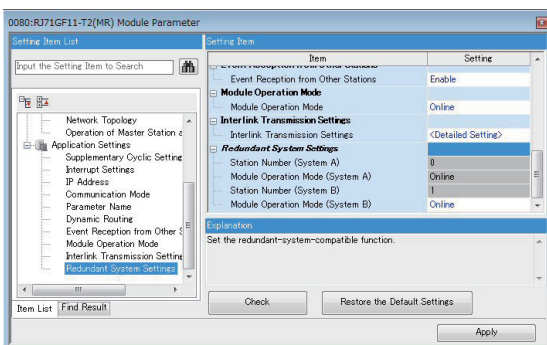 0080:RJ71GF11-T2(MR) Module Parameter
Setting Item List
Input the Setting Item to Search
Network Topology
Operation of Master Station a
Application Settings
Supplementary Cyclic Setting
Interrupt Settings
IP Address
Communication Mode
Parameter Name
Dynamic Routing
Event Reception from Other S
Module Operation Mode
Interlink Transmission Setting
Redundant System Settings
Item List Find Result
Setting Item
Item Setting
Event Reception from Other Stations
Event Reception from Other Stations Enable
Module Operation Mode
Module Operation Mode Online
Interlink Transmission Settings
Interlink Transmission Settings <Detailed Setting>
Redundant System Settings
Station Number (System A) 0
Module Operation Mode (System A) Online
Station Number (System B) 1
Module Operation Mode (System B) Online
Explanation
Set the redundant-system-compatible function.
Check Restore the Default Settings
Apply